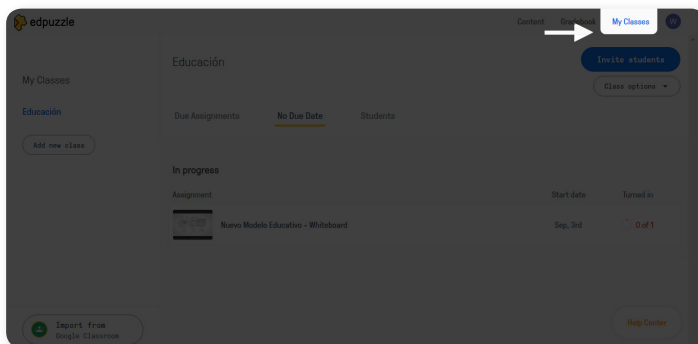 edpuzzle
Content Gradebook My Classes W
My Classes
Educación
Add new class
Import from
Google Classroom
Educación
Invite students
Class options
Due Assignments No Due Date Students
In progress
Assignment Start date Turned in
Nuevo Modelo Educativo - Whiteboard Sep, 3rd 0 of 1
Help Center